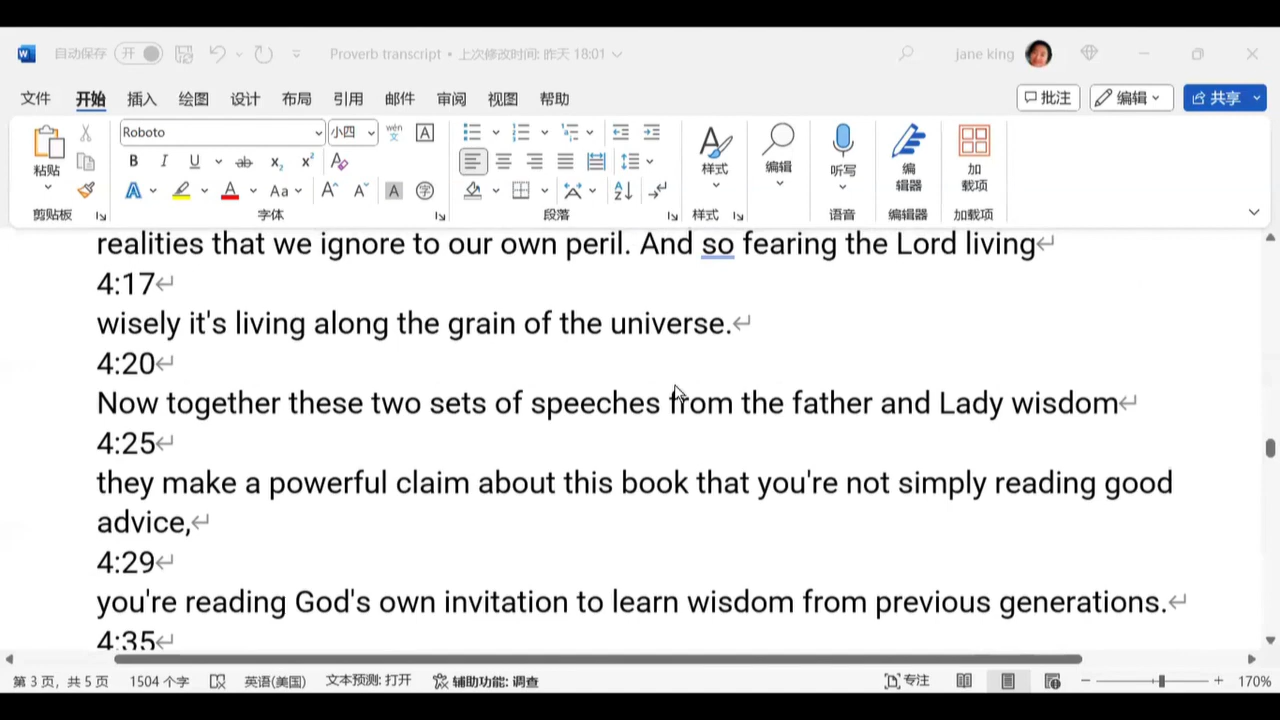 自动保存 开 Proverb transcript • 上次修改时间: 昨天 18:01 jane king
文件 开始 插入 绘图 设计 布局 引用 邮件 审阅 视图 帮助 批注 编辑 共享
Roboto 小四 wén 文 A
粘贴 B I U ab x₂ x² A 样式 编辑 听写 编辑器 加载项
A A Aa A A A 字 A Z
剪贴板 字体 段落 样式 语音 编辑器 加载项
realities that we ignore to our own peril. And so fearing the Lord living
4:17
wisely it's living along the grain of the universe.
4:20
Now together these two sets of speeches from the father and Lady wisdom
4:25
they make a powerful claim about this book that you're not simply reading good
advice,
4:29
you're reading God's own invitation to learn wisdom from previous generations.
4:35
第 3 页, 共 5 页 1504 个字 英语(美国) 文本预测: 打开 辅助功能: 调查 专注 170%